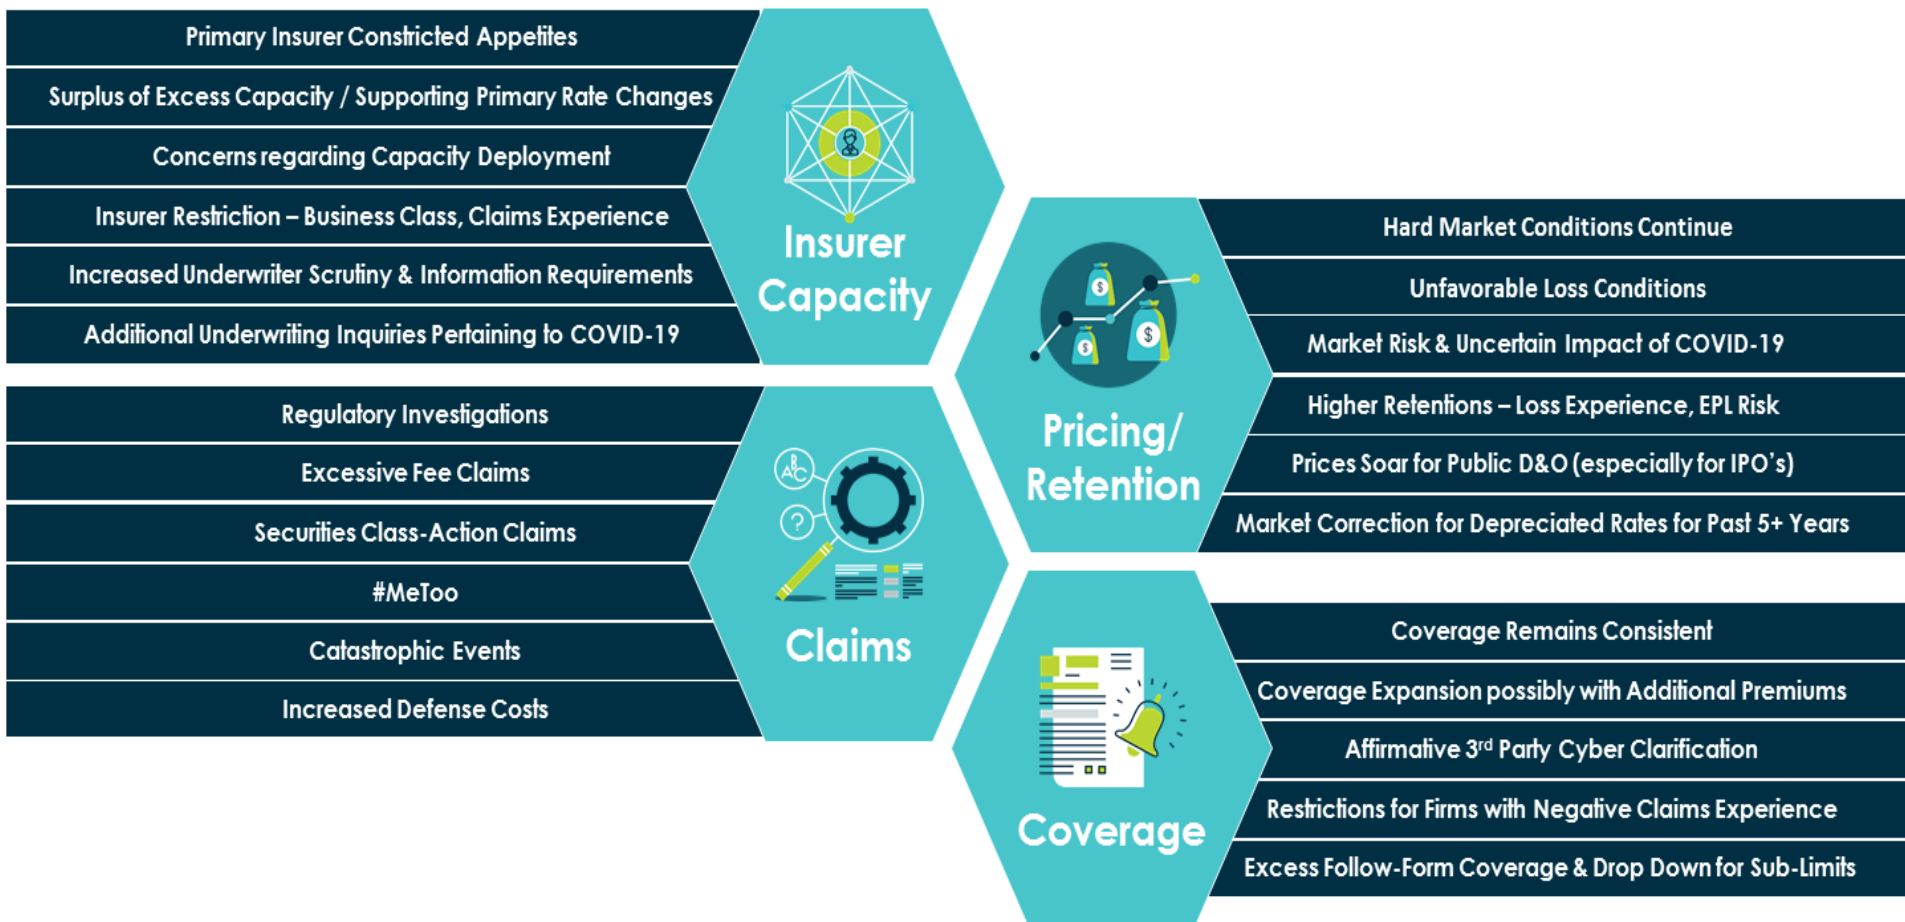 Primary Insurer Constricted Appetites
Surplus of Excess Capacity / Supporting Primary Rate Changes
Concerns regarding Capacity Deployment
Insurer Restriction – Business Class, Claims Experience
Increased Underwriter Scrutiny & Information Requirements
Additional Underwriting Inquiries Pertaining to COVID-19
Insurer
Capacity
Hard Market Conditions Continue
Unfavorable Loss Conditions
Market Risk & Uncertain Impact of COVID-19
Higher Retentions – Loss Experience, EPL Risk
Prices Soar for Public D&O (especially for IPO's)
Market Correction for Depreciated Rates for Past 5+ Years
$
$
$
Pricing/
Retention
Regulatory Investigations
Excessive Fee Claims
Securities Class-Action Claims
#MeToo
Catastrophic Events
Increased Defense Costs
B
AC
?
Claims
Coverage Remains Consistent
Coverage Expansion possibly with Additional Premiums
Affirmative 3rd Party Cyber Clarification
Restrictions for Firms with Negative Claims Experience
Excess Follow-Form Coverage & Drop Down for Sub-Limits
Coverage